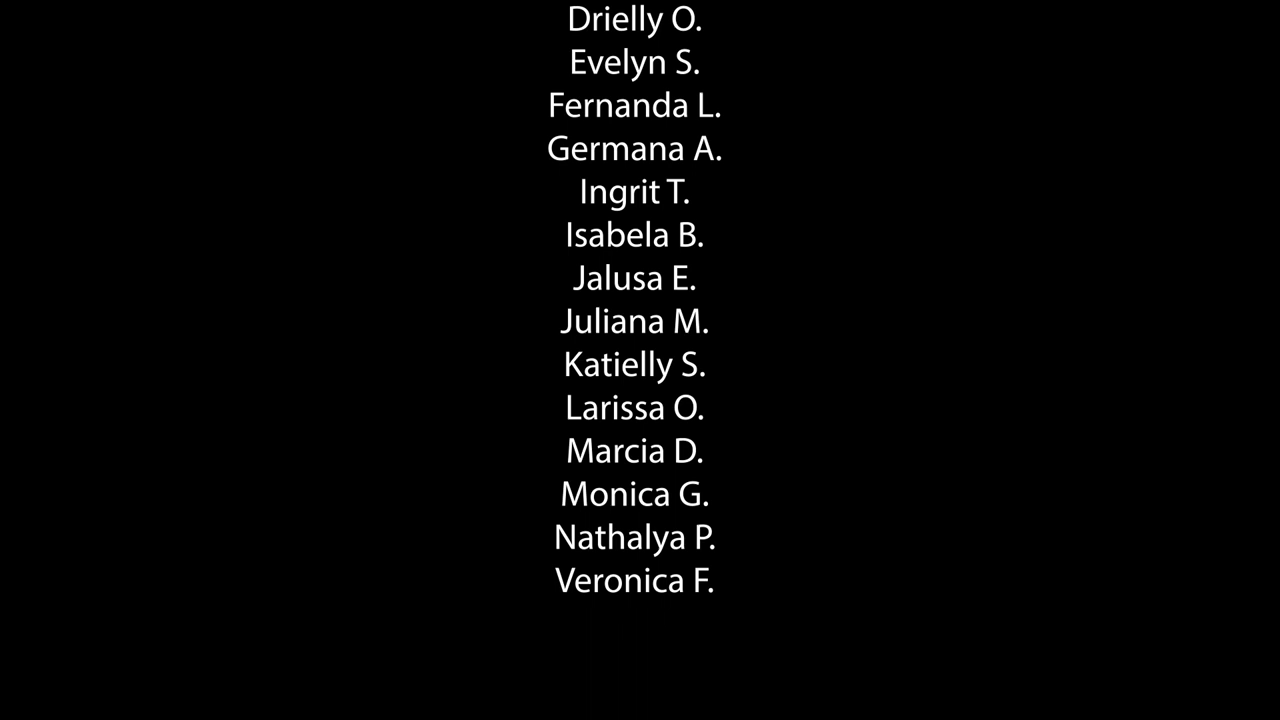 Drielly O.
Evelyn S.
Fernanda L.
Germana A.
Ingrit T.
Isabela B.
Jalusa E.
Juliana M.
Katielly S.
Larissa O.
Marcia D.
Monica G.
Nathalya P.
Veronica F.